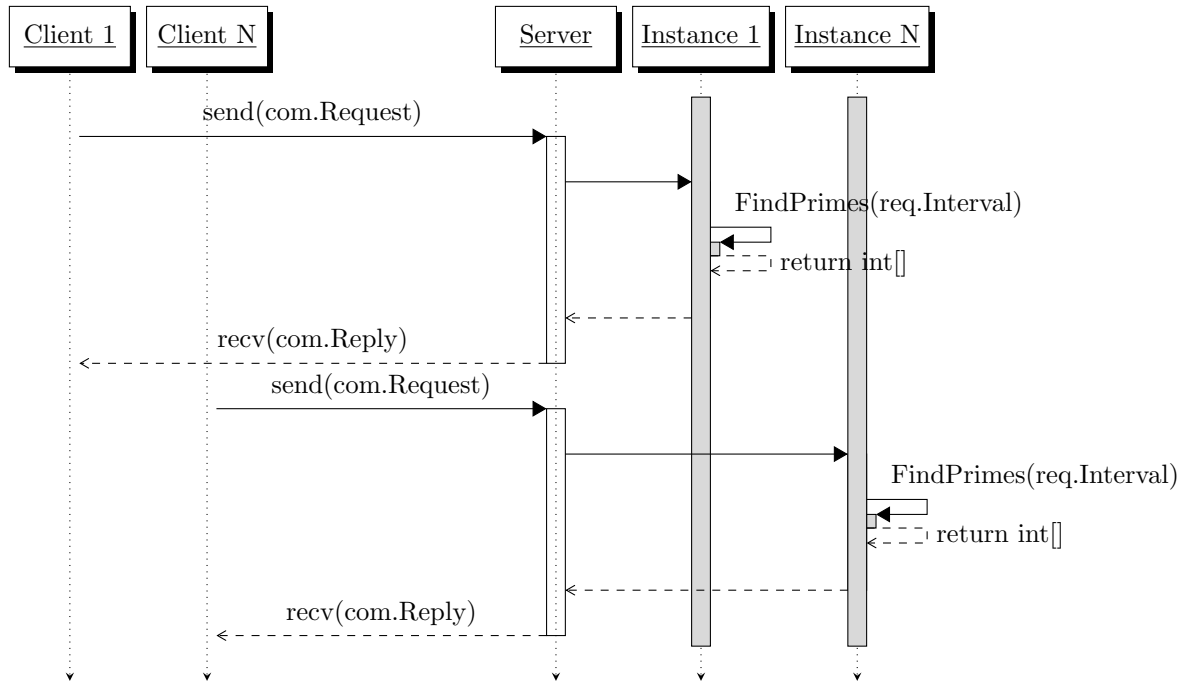 Client 1
Client N
Server
Instance 1
Instance N
send(com.Request)
FindPrimes(req.Interval)
return int[]
recv(com.Reply)
send(com.Request)
FindPrimes(req.Interval)
return int[]
recv(com.Reply)